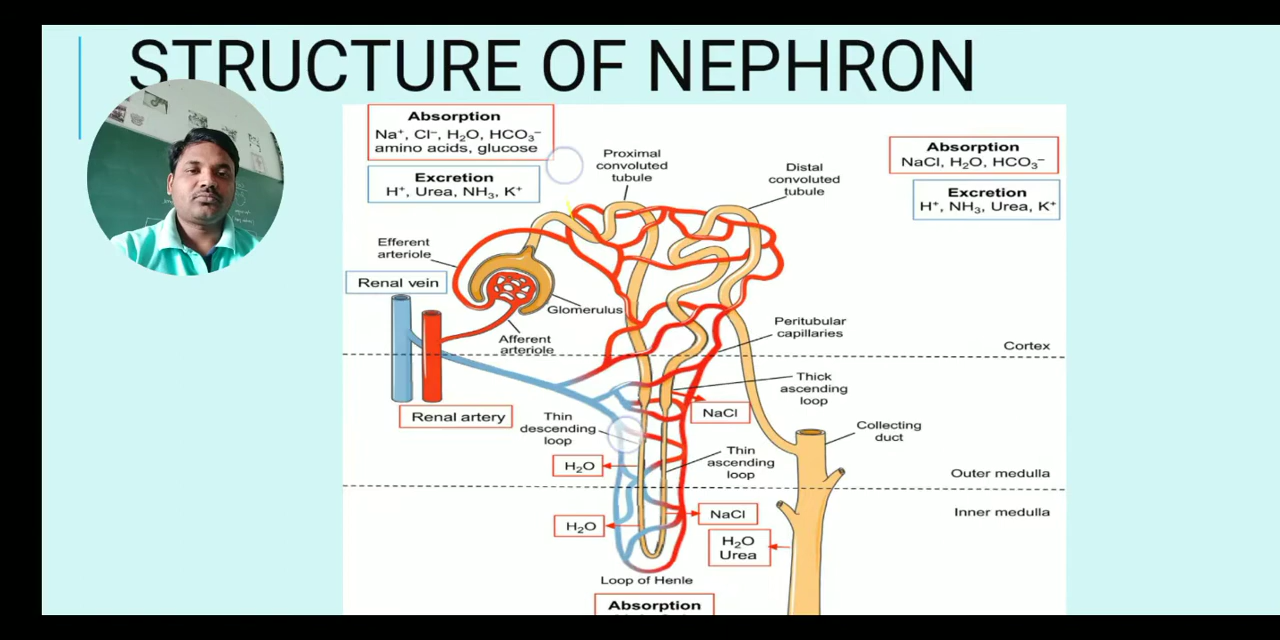 STRUCTURE OF NEPHRON
Absorption
Na⁺, Cl⁻, H₂O, HCO₃⁻
amino acids, glucose
Excretion
H⁺, Urea, NH₃, K⁺
Proximal
convoluted
tubule
Distal
convoluted
tubule
Absorption
NaCl, H₂O, HCO₃⁻
Excretion
H⁺, NH₃, Urea, K⁺
Efferent
arteriole
Renal vein
Glomerulus
Afferent
arteriole
Peritubular
capillaries
Cortex
Renal artery
Thick
ascending
loop
NaCl
Thin
descending
loop
Collecting
duct
Thin
ascending
loop
H₂O
Outer medulla
Inner medulla
H₂O
NaCl
H₂O
Urea
Loop of Henle
Absorption